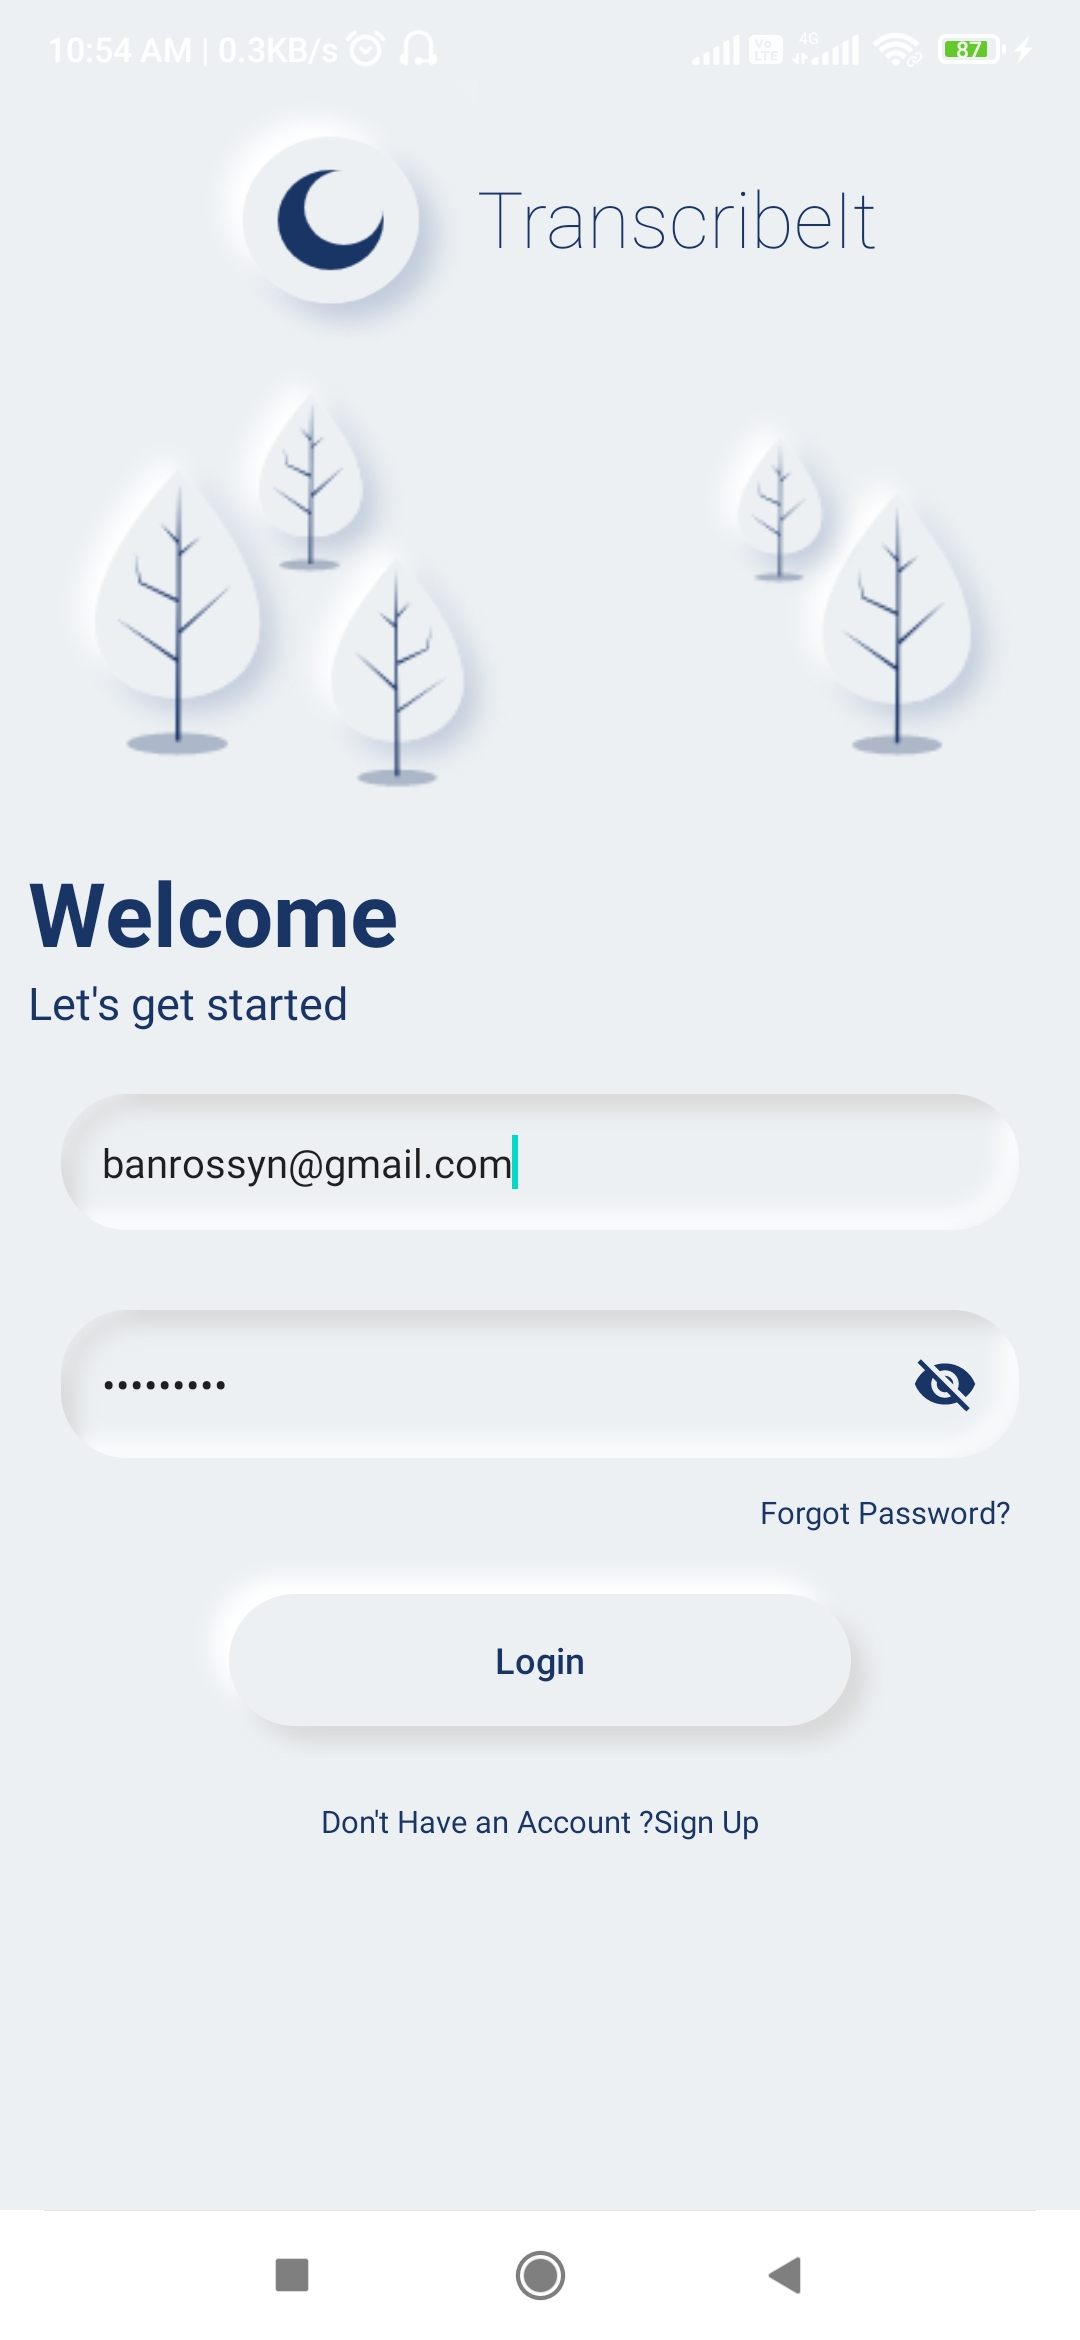 10:54 AM | 0.3KB/s
Vo LTE 4G 87
TranscribeIt
Welcome
Let's get started
banrossyn@gmail.com
•••••••••
Forgot Password?
Login
Don't Have an Account ?Sign Up